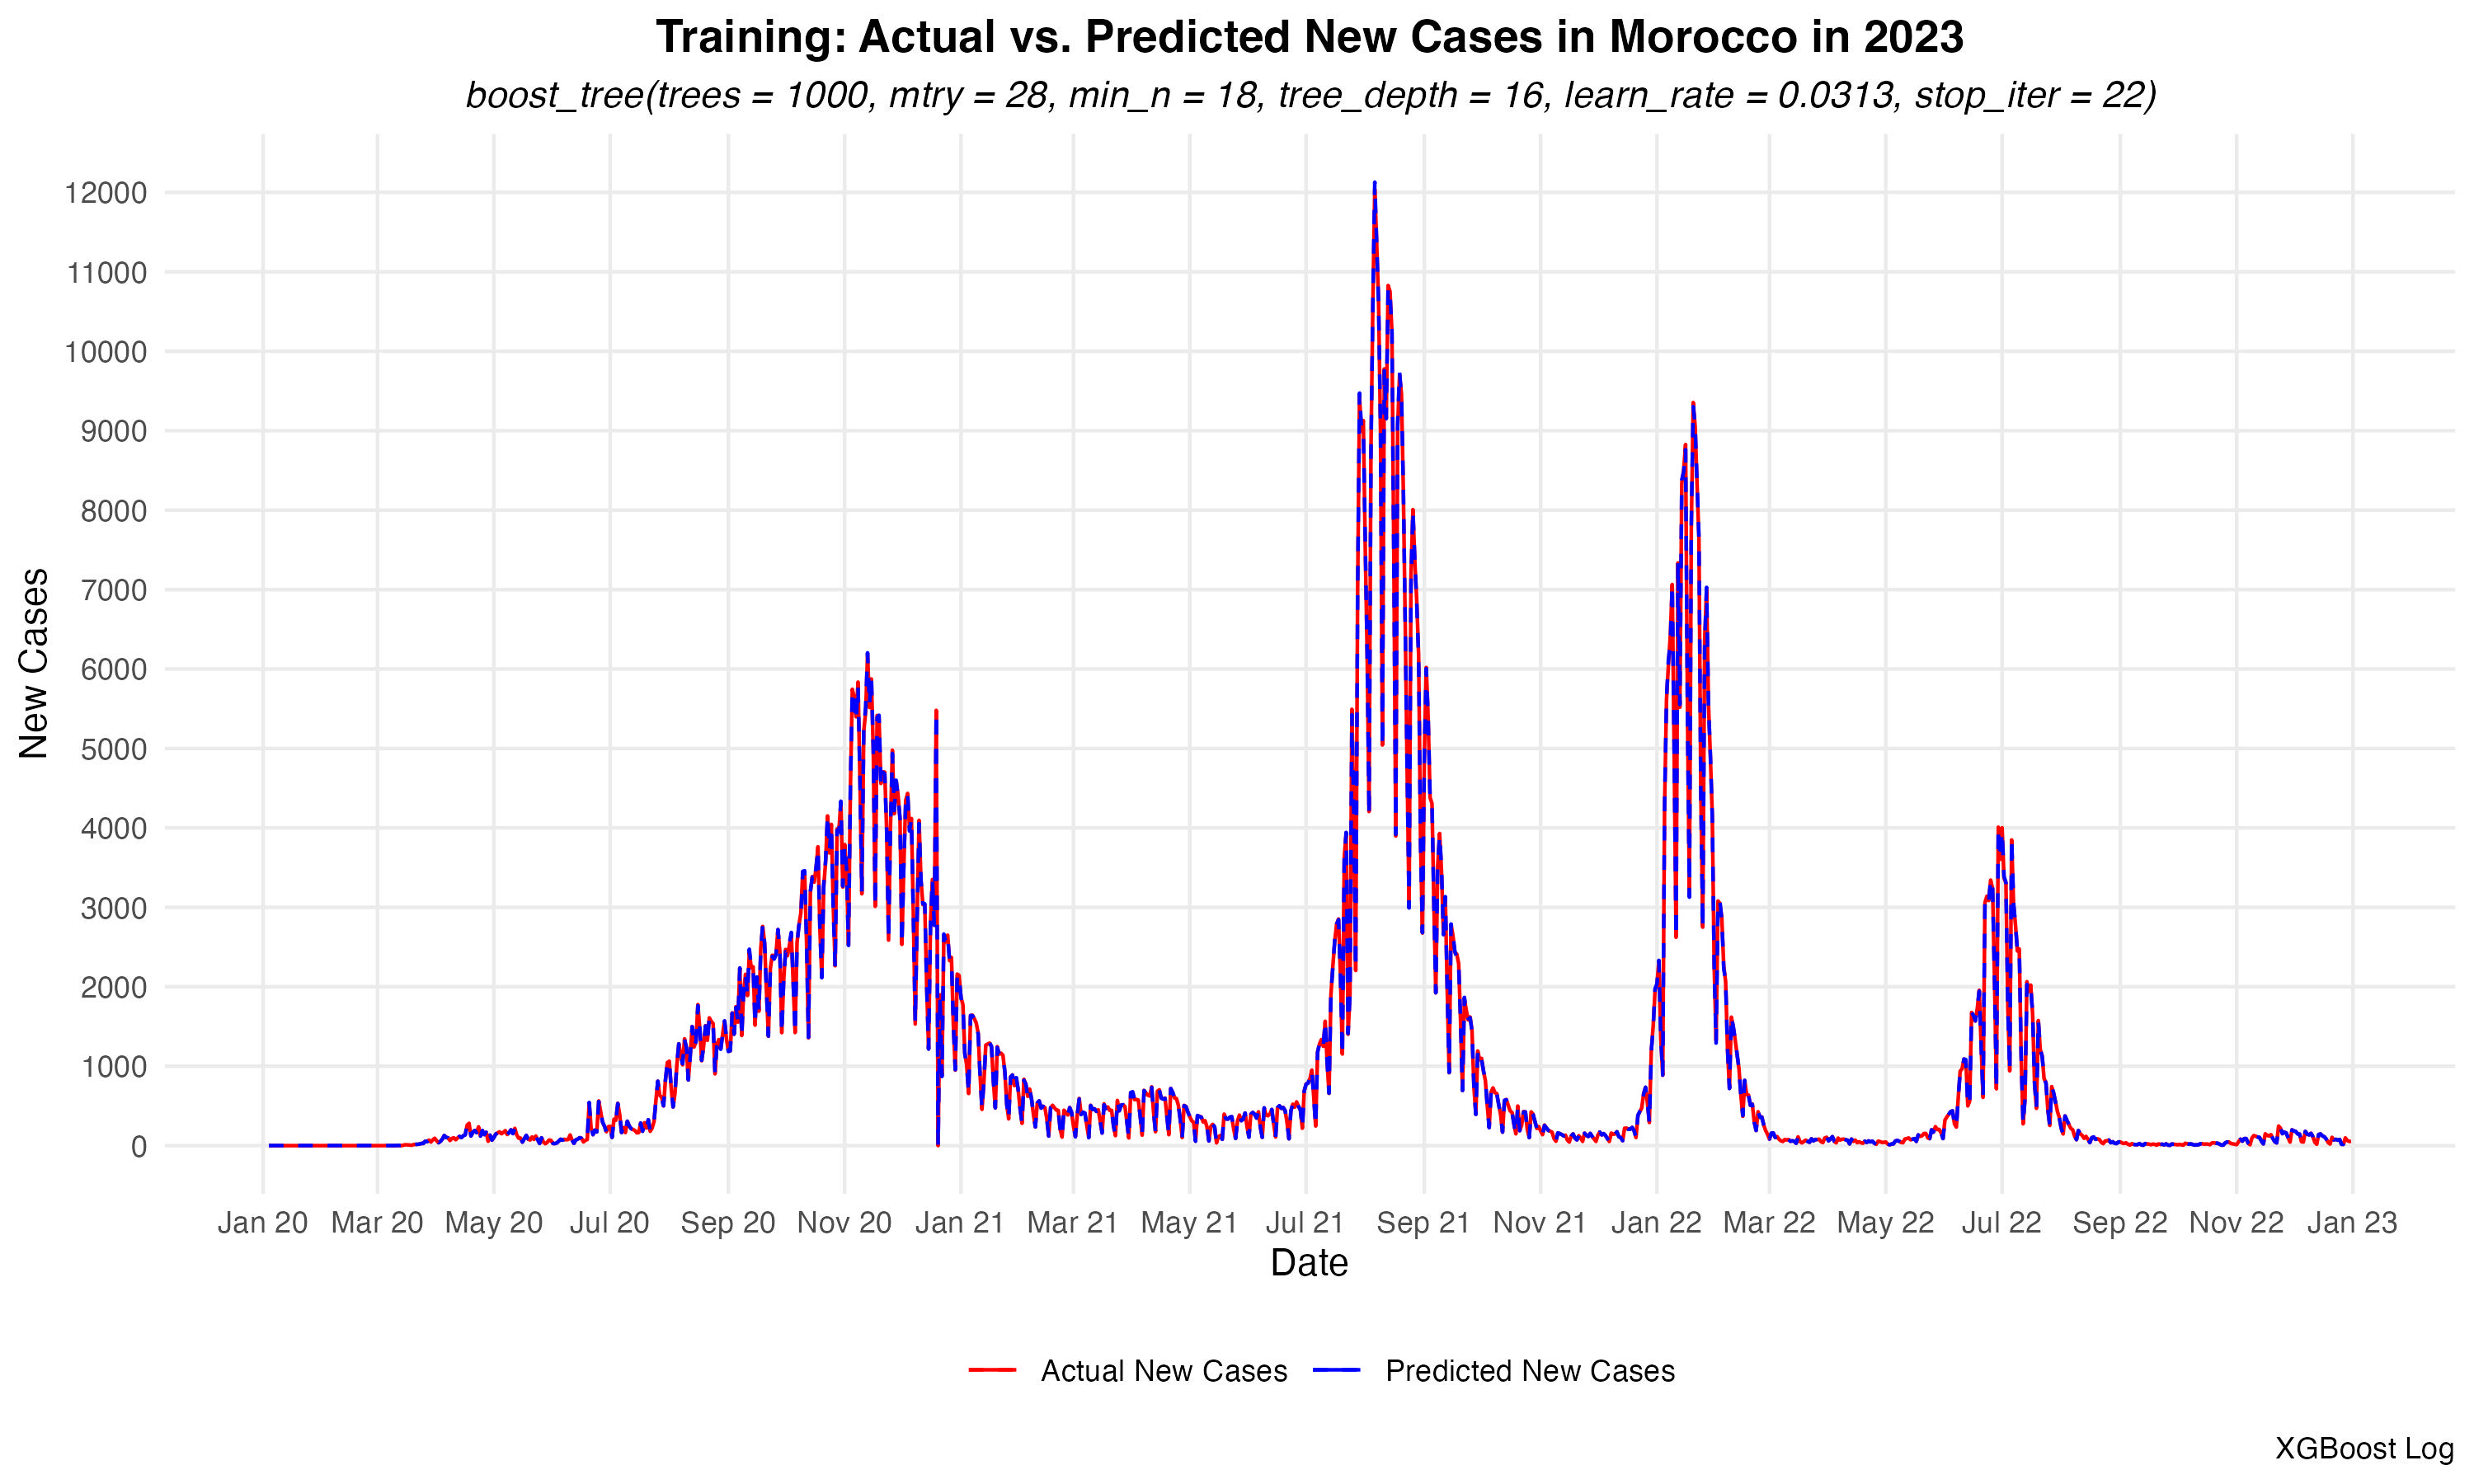 Training: Actual vs. Predicted New Cases in Morocco in 2023
boost_tree(trees = 1000, mtry = 28, min_n = 18, tree_depth = 16, learn_rate = 0.0313, stop_iter = 22)
New Cases
12000
11000
10000
9000
8000
7000
6000
5000
4000
3000
2000
1000
0
Jan 20 Mar 20 May 20 Jul 20 Sep 20 Nov 20 Jan 21 Mar 21 May 21 Jul 21 Sep 21 Nov 21 Jan 22 Mar 22 May 22 Jul 22 Sep 22 Nov 22 Jan 23
Date
Actual New Cases Predicted New Cases
XGBoost Log